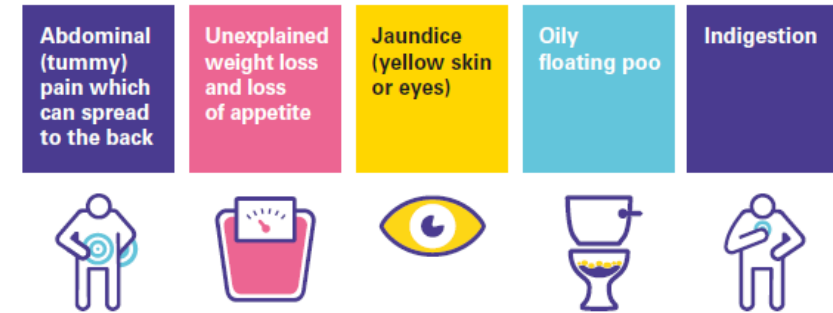 Abdominal
(tummy)
pain which
can spread
to the back
Unexplained
weight loss
and loss
of appetite
Jaundice
(yellow skin
or eyes)
Oily
floating poo
Indigestion